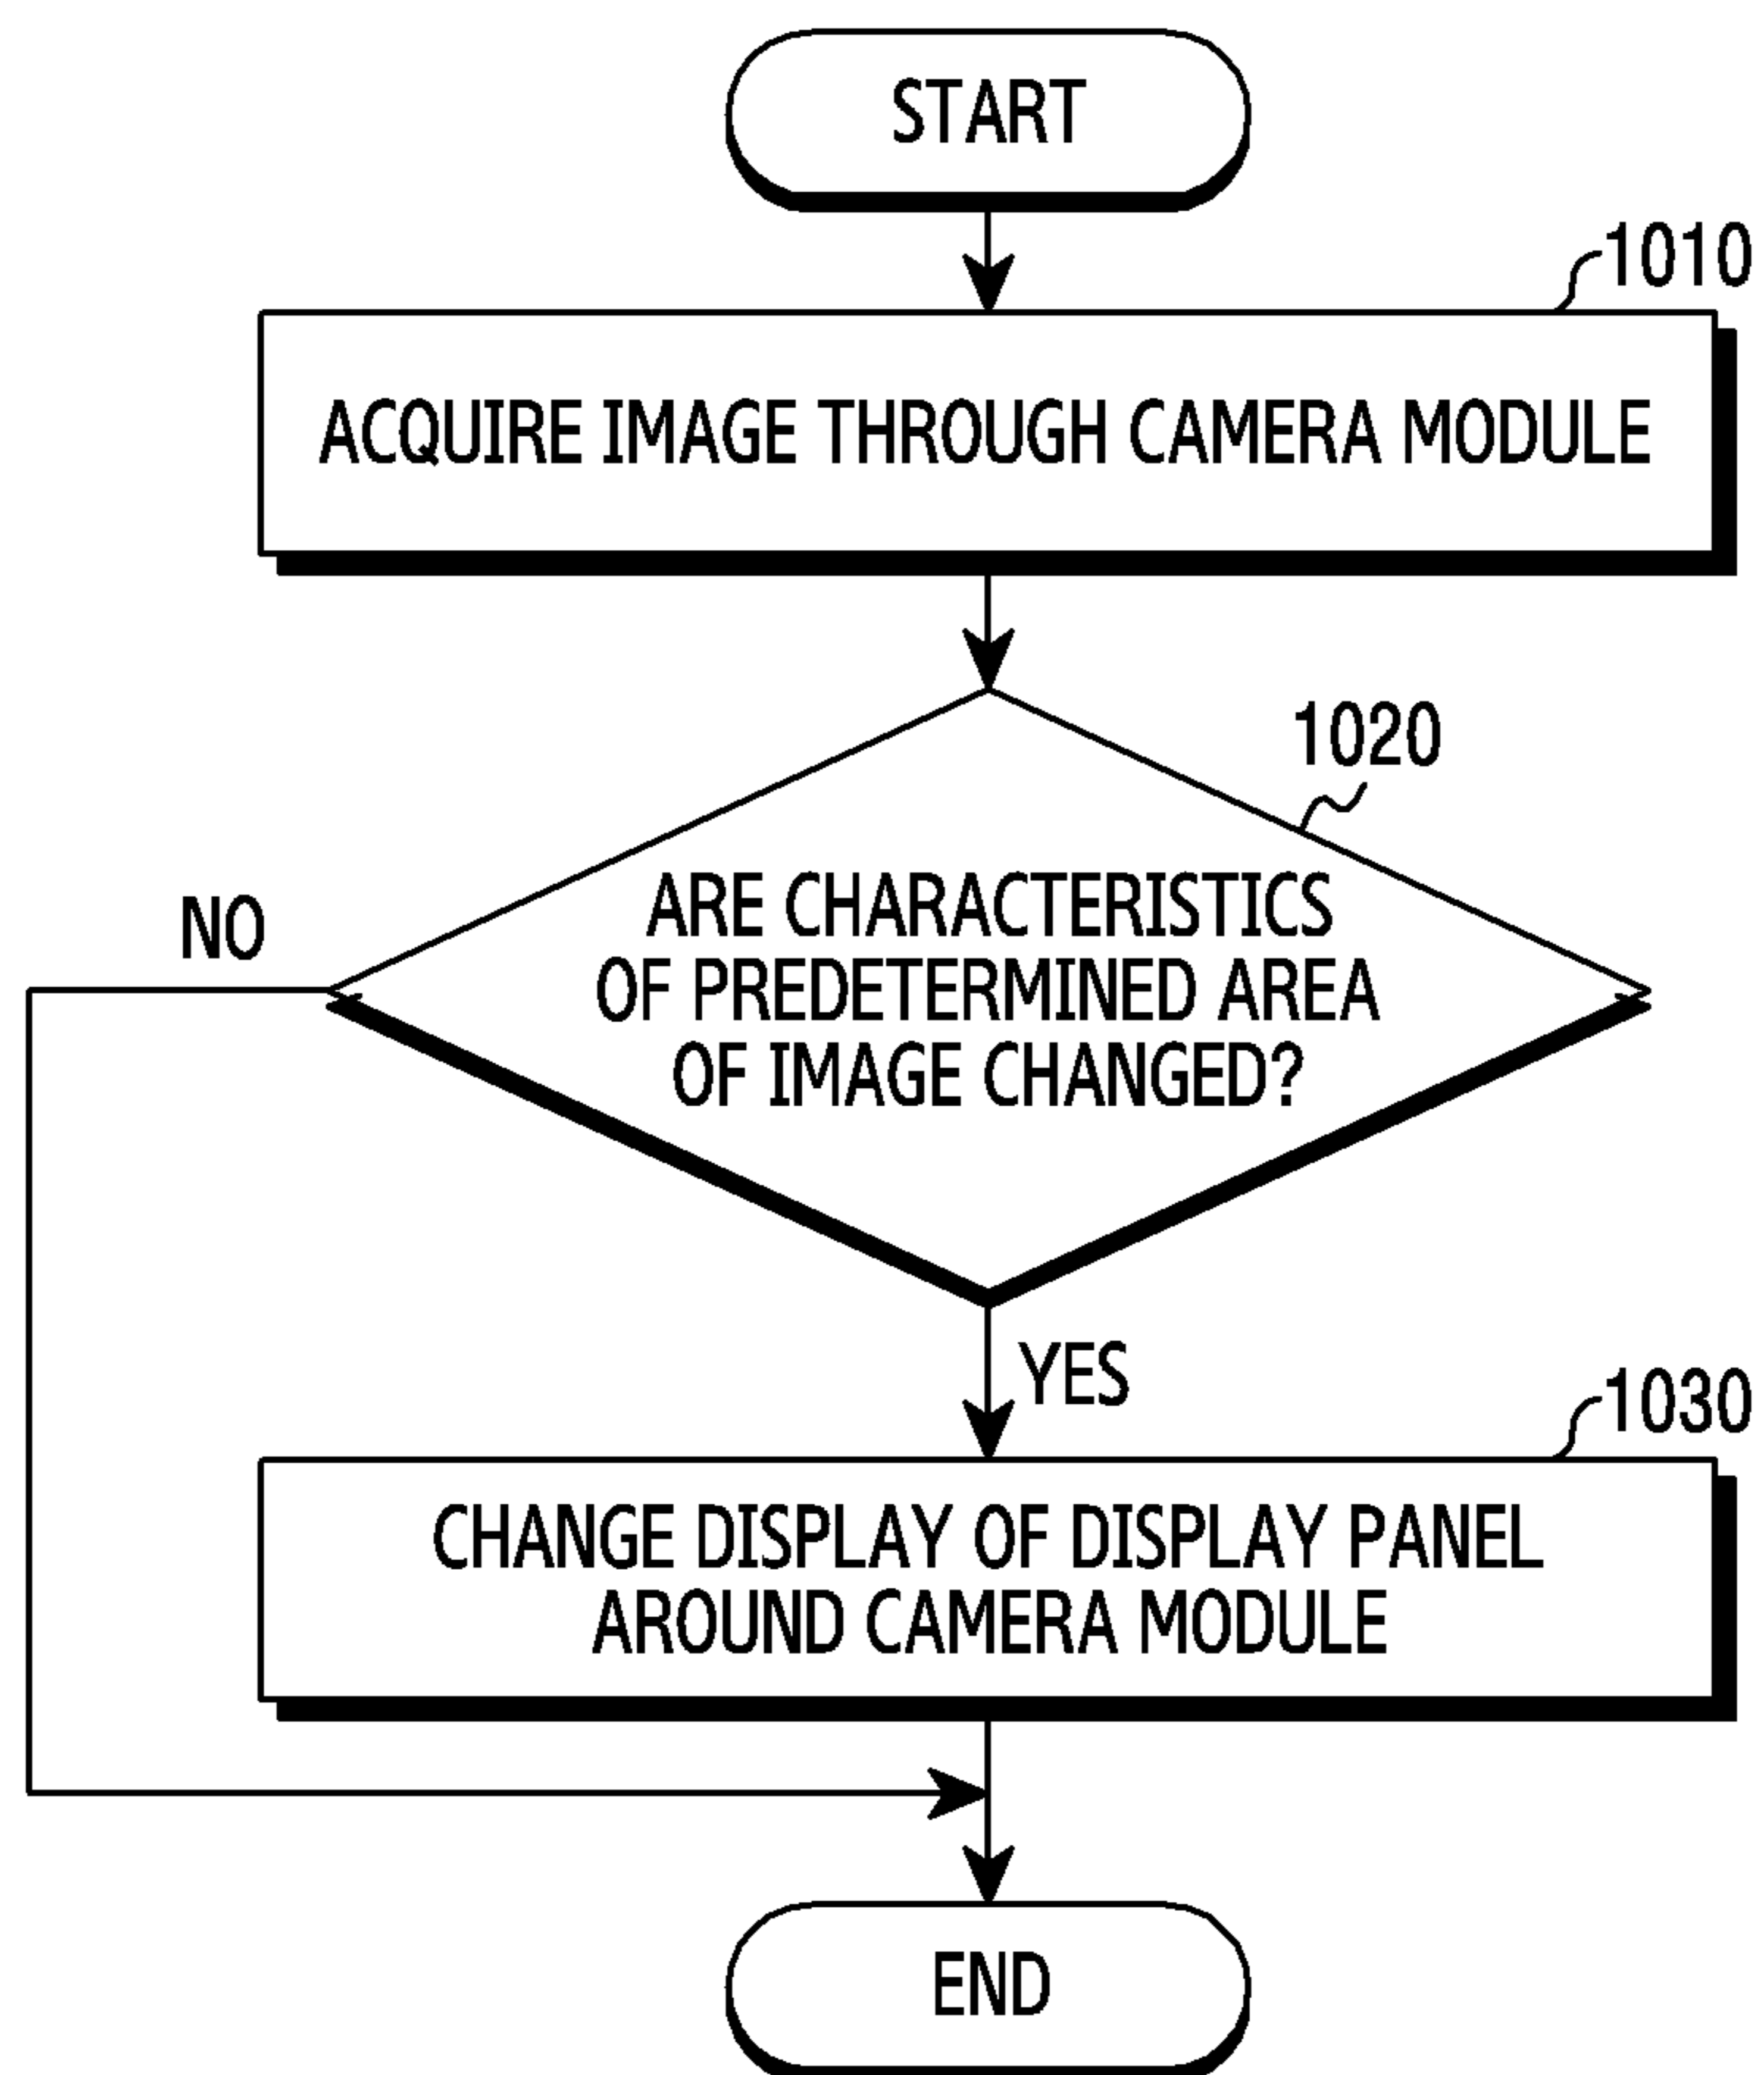 START
1010
ACQUIRE IMAGE THROUGH CAMERA MODULE
1020
ARE CHARACTERISTICS
OF PREDETERMINED AREA
OF IMAGE CHANGED?
NO
YES
1030
CHANGE DISPLAY OF DISPLAY PANEL
AROUND CAMERA MODULE
END